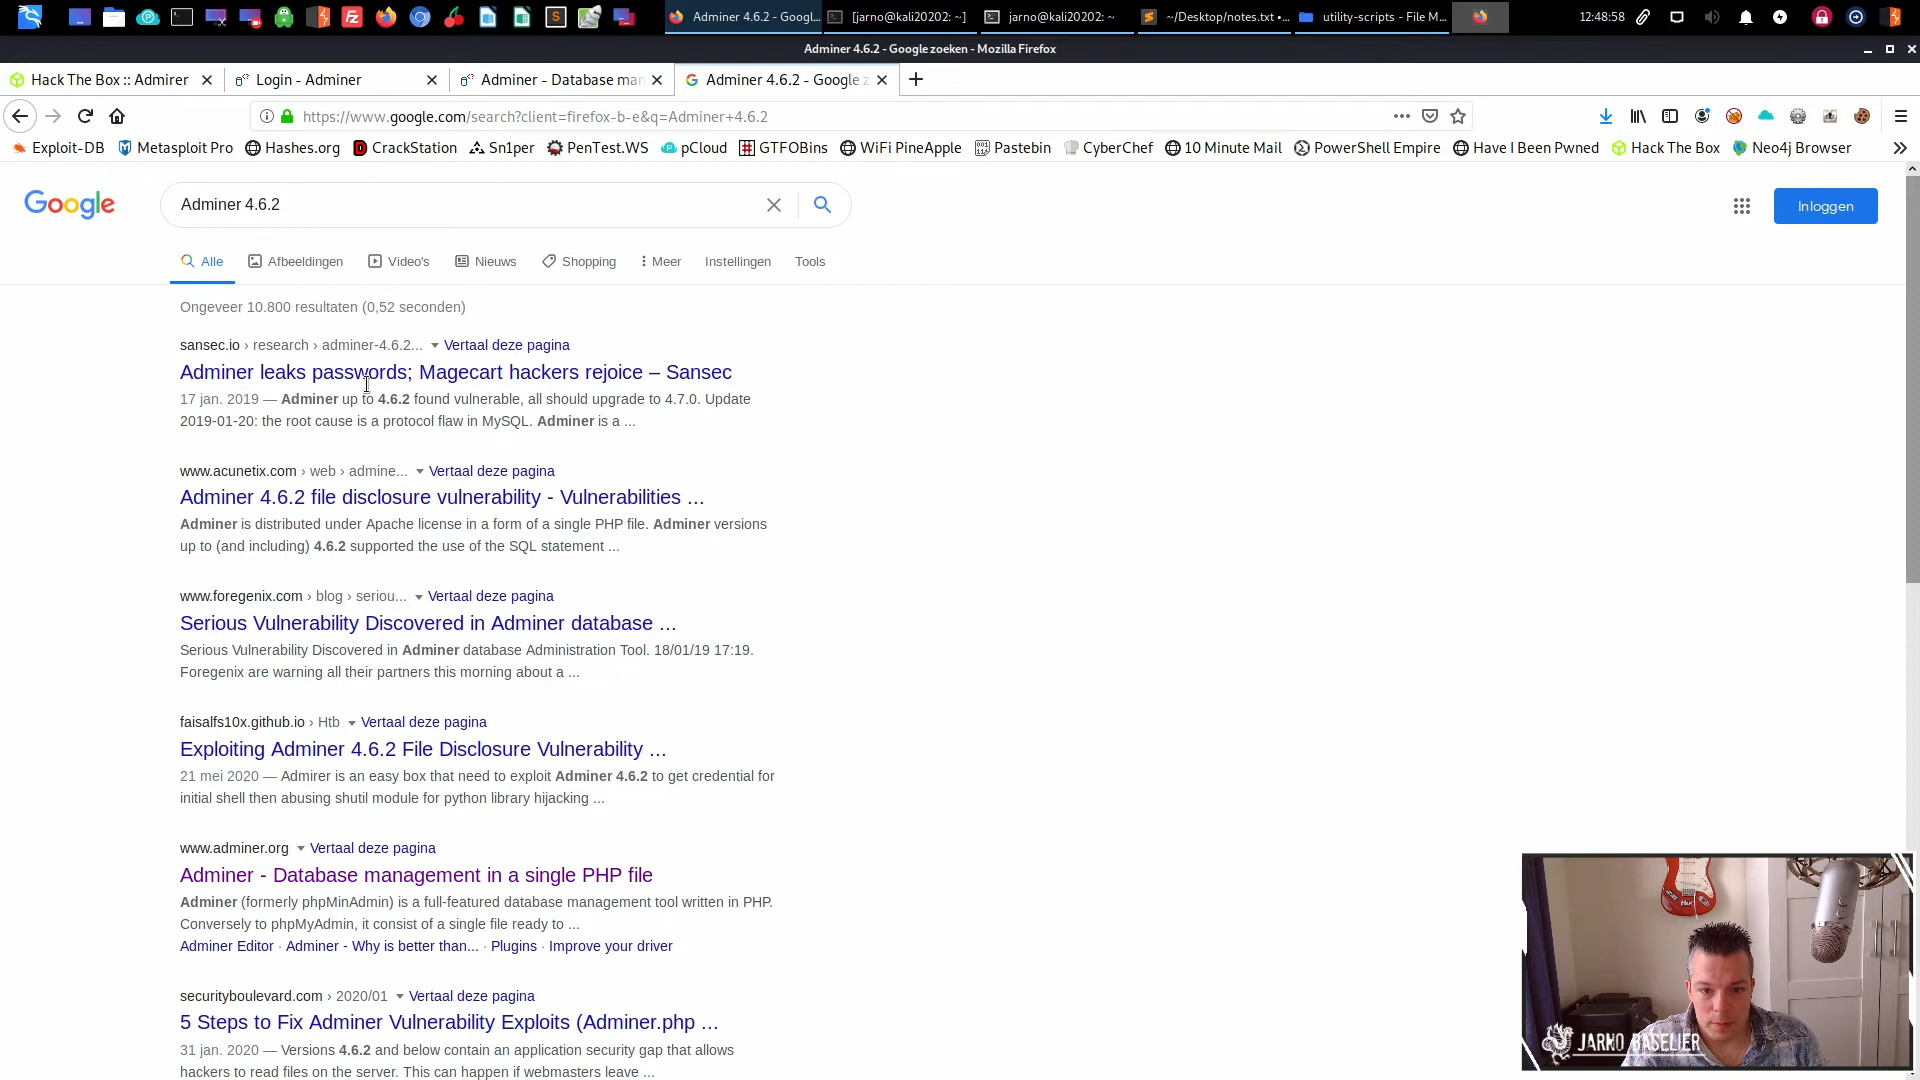 Adminer 4.6.2 - Googl...
[jarno@kali20202: ~]
jarno@kali20202: ~
~/Desktop/notes.txt •...
utility-scripts - File M...
12:48:58
Adminer 4.6.2 - Google zoeken - Mozilla Firefox
Hack The Box :: Admirer
Login - Adminer
Adminer - Database man
Adminer 4.6.2 - Google z
https://www.google.com/search?client=firefox-b-e&q=Adminer+4.6.2
Exploit-DB
Metasploit Pro
Hashes.org
CrackStation
Sn1per
PenTest.WS
pCloud
GTFOBins
WiFi PineApple
Pastebin
CyberChef
10 Minute Mail
PowerShell Empire
Have I Been Pwned
Hack The Box
Neo4j Browser
Google
Adminer 4.6.2
Inloggen
Alle
Afbeeldingen
Video's
Nieuws
Shopping
Meer
Instellingen
Tools
Ongeveer 10.800 resultaten (0,52 seconden)
sansec.io › research › adminer-4.6.2... Vertaal deze pagina
Adminer leaks passwords; Magecart hackers rejoice – Sansec
17 jan. 2019 — Adminer up to 4.6.2 found vulnerable, all should upgrade to 4.7.0. Update
2019-01-20: the root cause is a protocol flaw in MySQL. Adminer is a ...
www.acunetix.com › web › admine... Vertaal deze pagina
Adminer 4.6.2 file disclosure vulnerability - Vulnerabilities ...
Adminer is distributed under Apache license in a form of a single PHP file. Adminer versions
up to (and including) 4.6.2 supported the use of the SQL statement ...
www.foregenix.com › blog › seriou... Vertaal deze pagina
Serious Vulnerability Discovered in Adminer database ...
Serious Vulnerability Discovered in Adminer database Administration Tool. 18/01/19 17:19.
Foregenix are warning all their partners this morning about a ...
faisalfs10x.github.io › Htb Vertaal deze pagina
Exploiting Adminer 4.6.2 File Disclosure Vulnerability ...
21 mei 2020 — Admirer is an easy box that need to exploit Adminer 4.6.2 to get credential for
initial shell then abusing shutil module for python library hijacking ...
www.adminer.org Vertaal deze pagina
Adminer - Database management in a single PHP file
Adminer (formerly phpMinAdmin) is a full-featured database management tool written in PHP.
Conversely to phpMyAdmin, it consist of a single file ready to ...
Adminer Editor · Adminer - Why is better than... · Plugins · Improve your driver
securityboulevard.com › 2020/01 Vertaal deze pagina
5 Steps to Fix Adminer Vulnerability Exploits (Adminer.php ...
31 jan. 2020 — Versions 4.6.2 and below contain an application security gap that allows
hackers to read files on the server. This can happen if webmasters leave ...
JARNO BASELIER